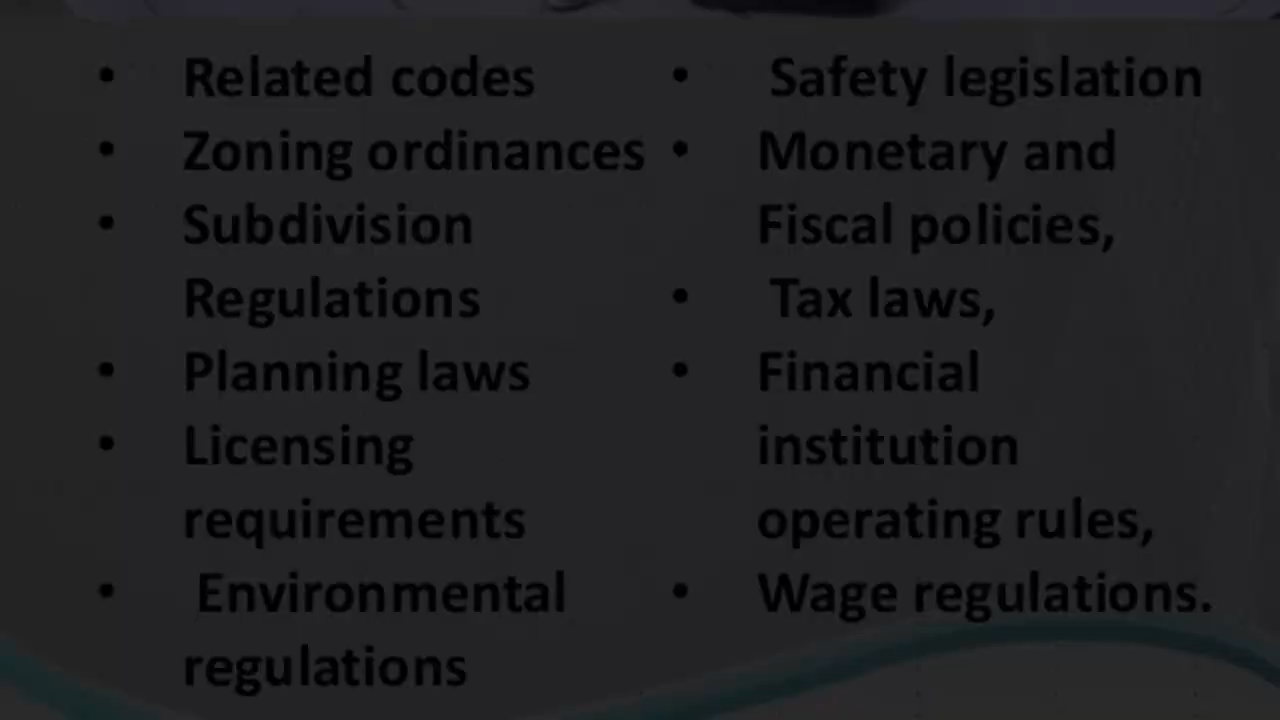 • Related codes
• Zoning ordinances
• Subdivision
Regulations
• Planning laws
• Licensing
requirements
• Environmental
regulations
• Safety legislation
• Monetary and
Fiscal policies,
• Tax laws,
• Financial
institution
operating rules,
• Wage regulations.